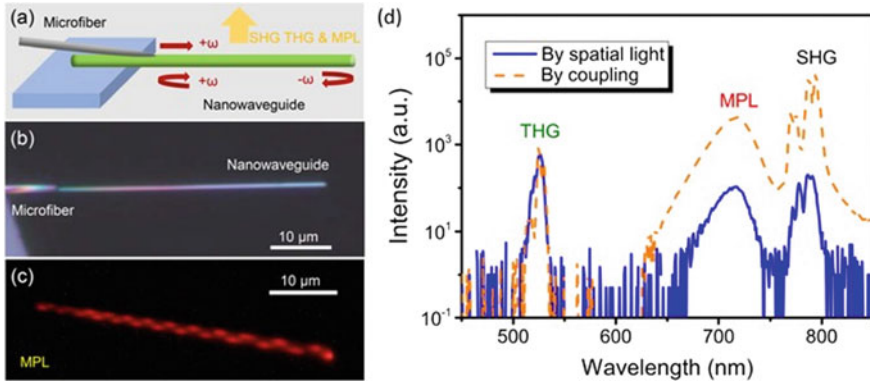 (a)
Microfiber
+ω
SHG THG & MPL
+ω
-ω
Nanowaveguide
(b)
Nanowaveguide
Microfiber
10 μm
(c)
10 μm
MPL
(d)
By spatial light
By coupling
SHG
MPL
THG
Intensity (a.u.)
10⁵
10³
10¹
10⁻¹
500 600 700 800
Wavelength (nm)